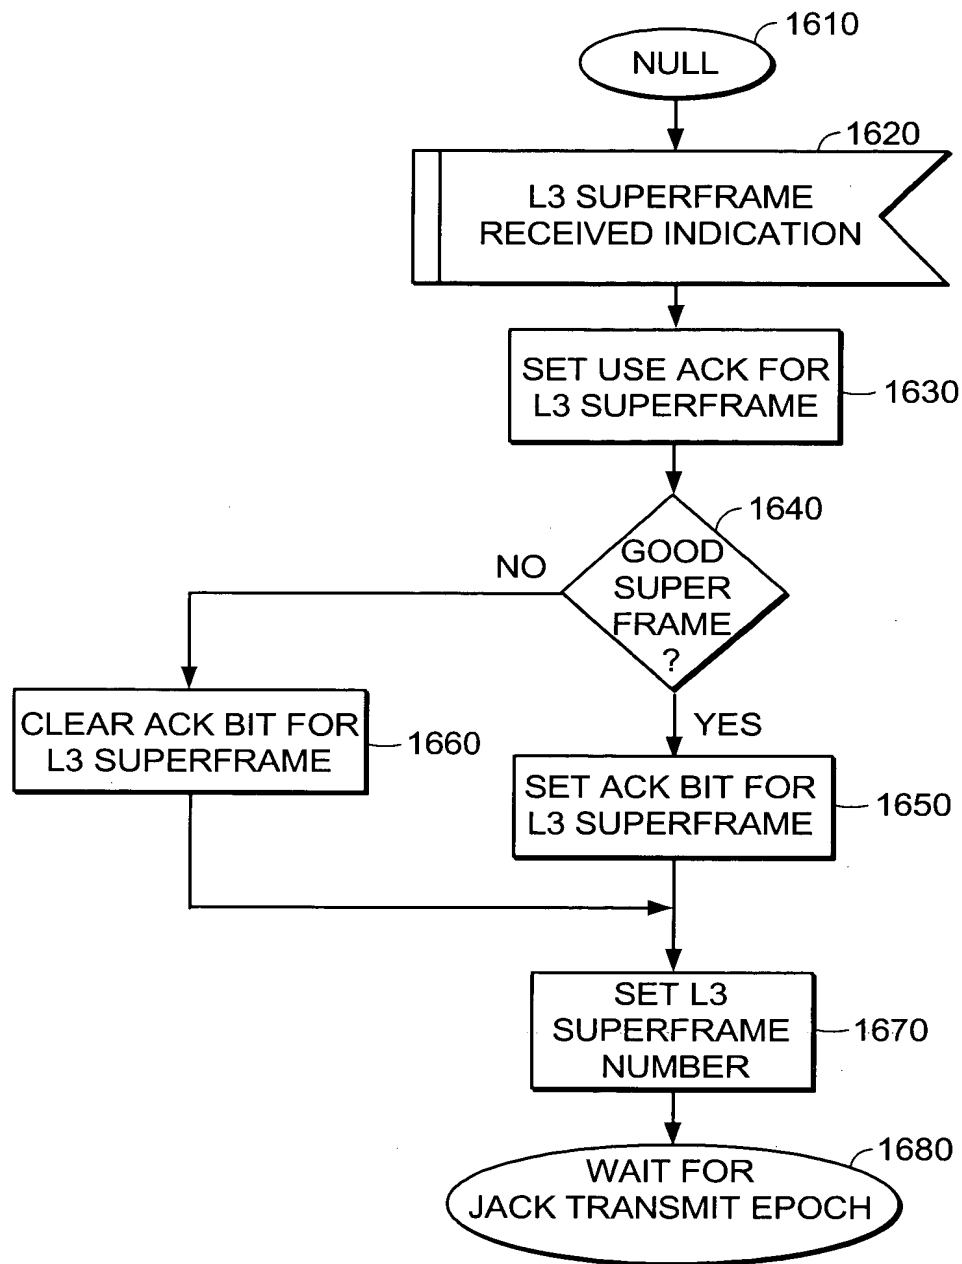 1610
NULL
1620
L3 SUPERFRAME
RECEIVED INDICATION
SET USE ACK FOR
L3 SUPERFRAME
1630
1640
GOOD
SUPER
FRAME
?
NO
YES
CLEAR ACK BIT FOR
L3 SUPERFRAME
1660
SET ACK BIT FOR
L3 SUPERFRAME
1650
SET L3
SUPERFRAME
NUMBER
1670
1680
WAIT FOR
JACK TRANSMIT EPOCH